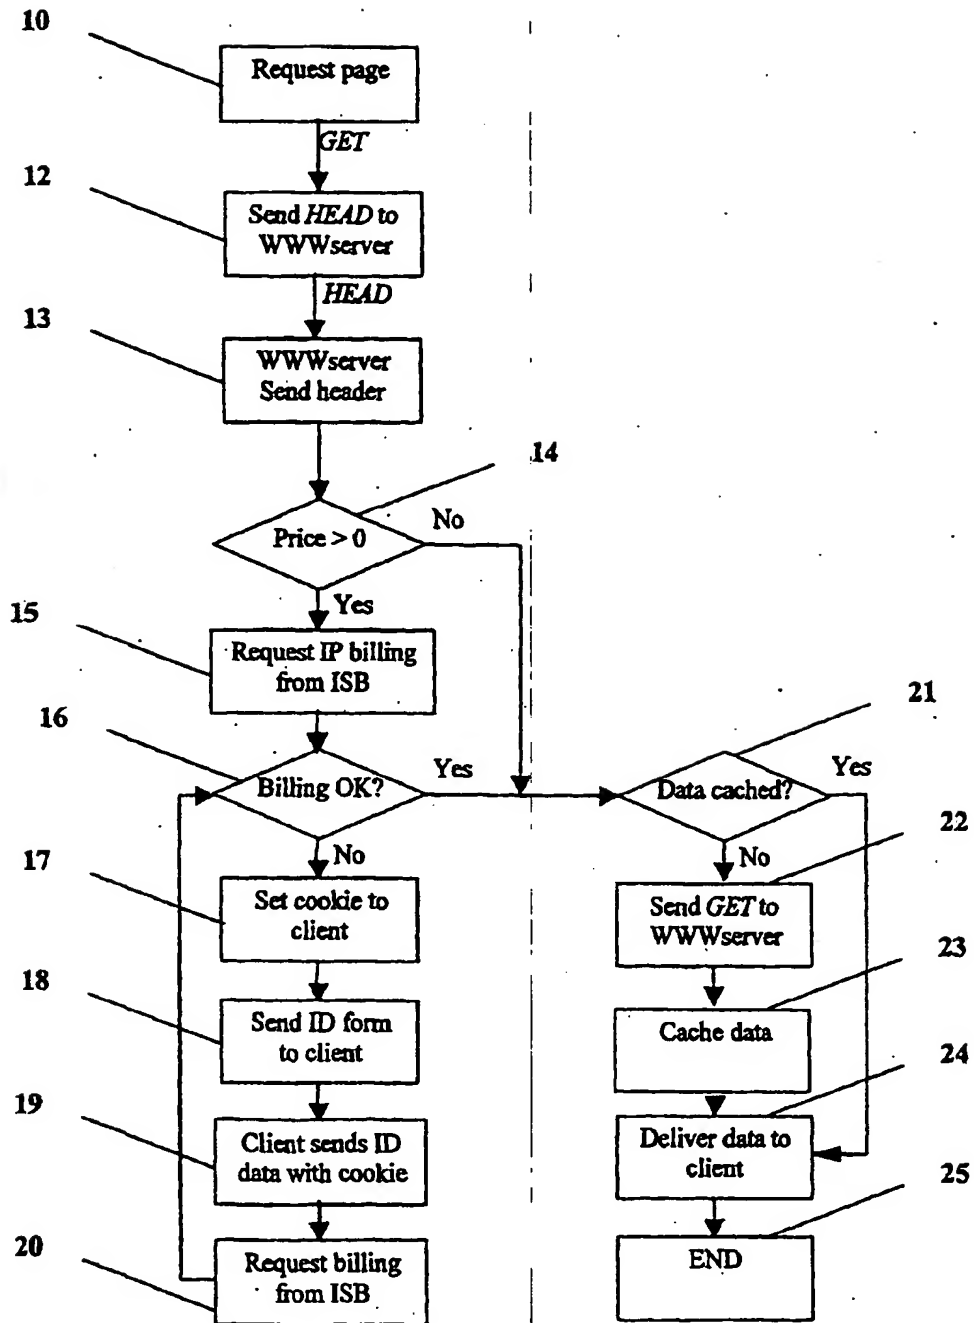 10
Request page
GET
12
Send HEAD to
WWWserver
HEAD
13
WWWserver
Send header
14
Price > 0
No
Yes
15
Request IP billing
from ISB
16
Billing OK?
Yes
No
17
Set cookie to
client
18
Send ID form
to client
19
Client sends ID
data with cookie
20
Request billing
from ISB
21
Data cached?
Yes
No
22
Send GET to
WWWserver
23
Cache data
24
Deliver data to
client
25
END